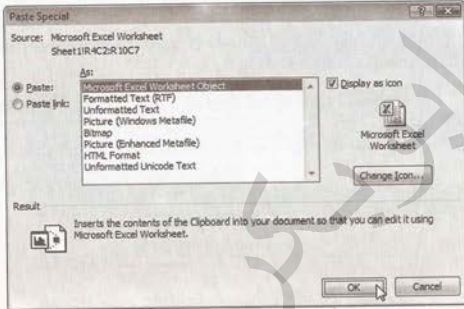 Paste Special
Source: Microsoft Excel Worksheet
Sheet1!R4C2:R10C7
As:
Paste:
Paste link:
Microsoft Excel Worksheet Object
Formatted Text (RTF)
Unformatted Text
Picture (Windows Metafile)
Bitmap
Picture (Enhanced Metafile)
HTML Format
Unformatted Unicode Text
Display as icon
Microsoft Excel
Worksheet
Change Icon...
Result
Inserts the contents of the Clipboard into your document so that you can edit it using
Microsoft Excel Worksheet.
OK
Cancel